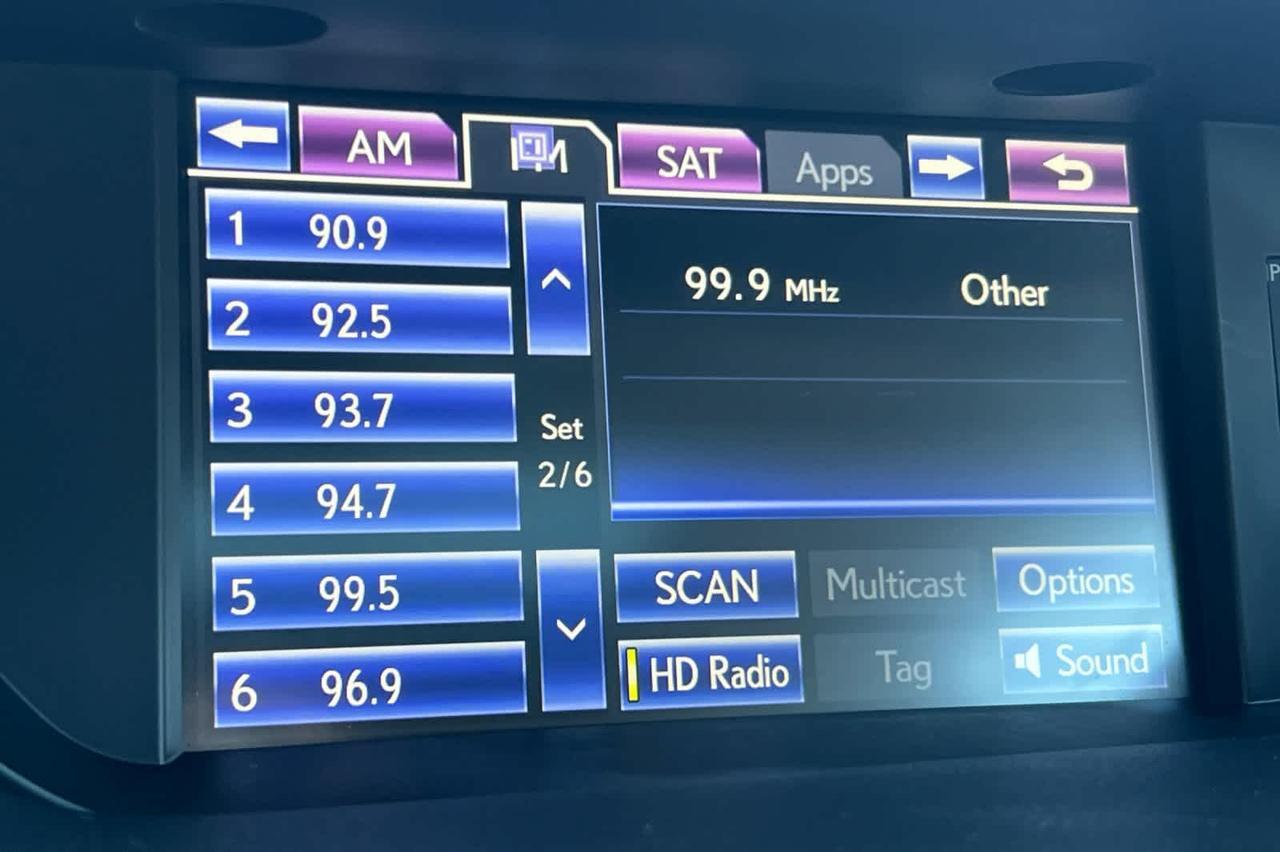 AM
SAT
Apps
1 90.9
2 92.5
3 93.7
4 94.7
5 99.5
6 96.9
Set
2/6
99.9 MHz Other
SCAN
Multicast
Options
HD Radio
Tag
Sound
P